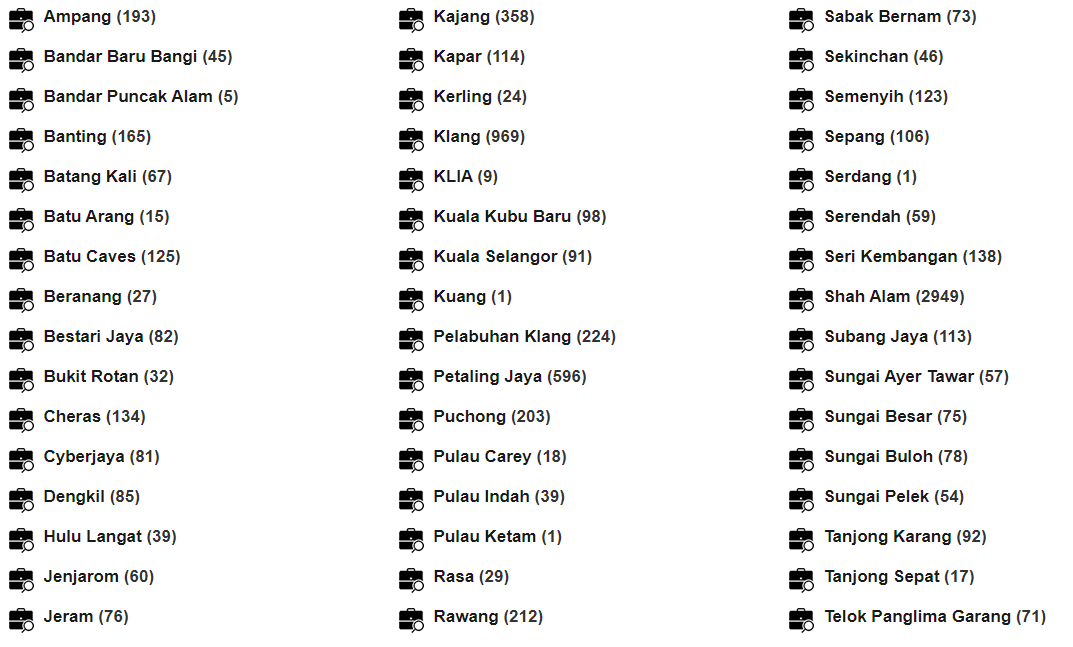 Ampang (193)
Bandar Baru Bangi (45)
Bandar Puncak Alam (5)
Banting (165)
Batang Kali (67)
Batu Arang (15)
Batu Caves (125)
Beranang (27)
Bestari Jaya (82)
Bukit Rotan (32)
Cheras (134)
Cyberjaya (81)
Dengkil (85)
Hulu Langat (39)
Jenjarom (60)
Jeram (76)
Kajang (358)
Kapar (114)
Kerling (24)
Klang (969)
KLIA (9)
Kuala Kubu Baru (98)
Kuala Selangor (91)
Kuang (1)
Pelabuhan Klang (224)
Petaling Jaya (596)
Puchong (203)
Pulau Carey (18)
Pulau Indah (39)
Pulau Ketam (1)
Rasa (29)
Rawang (212)
Sabak Bernam (73)
Sekinchan (46)
Semenyih (123)
Sepang (106)
Serdang (1)
Serendah (59)
Seri Kembangan (138)
Shah Alam (2949)
Subang Jaya (113)
Sungai Ayer Tawar (57)
Sungai Besar (75)
Sungai Buloh (78)
Sungai Pelek (54)
Tanjong Karang (92)
Tanjong Sepat (17)
Telok Panglima Garang (71)